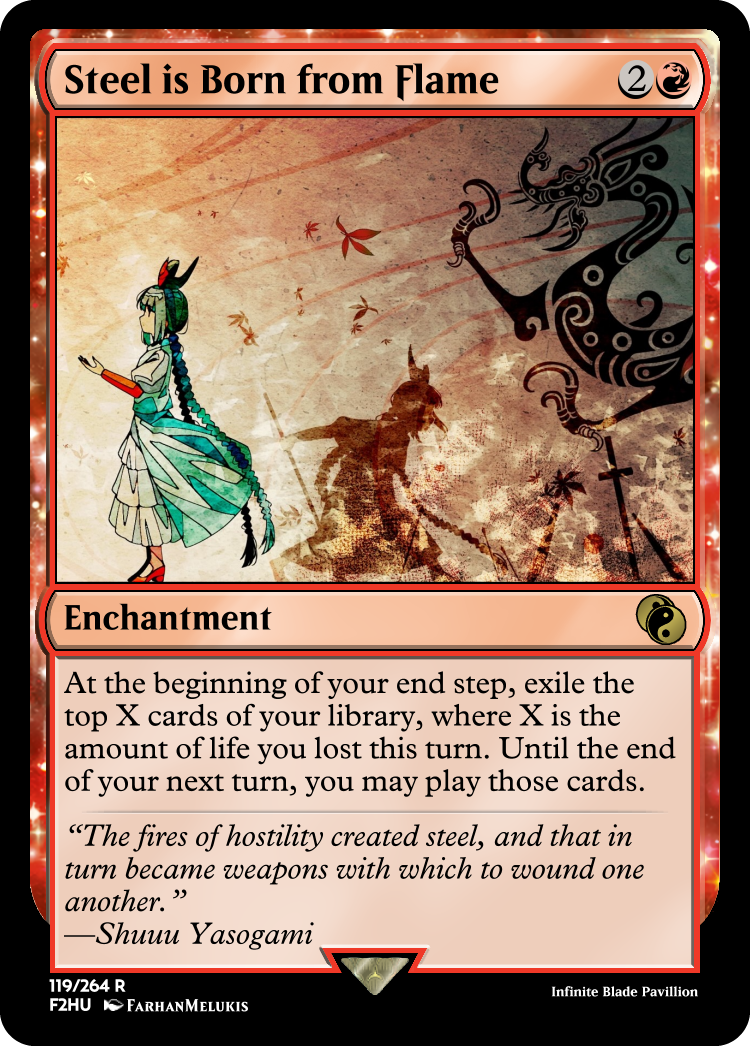 Steel is Born from Flame 2
Enchantment
At the beginning of your end step, exile the
top X cards of your library, where X is the
amount of life you lost this turn. Until the end
of your next turn, you may play those cards.
“The fires of hostility created steel, and that in
turn became weapons with which to wound one
another.”
—Shuuu Yasogami
119/264 R
F2HU FarhanMelukis
Infinite Blade Pavillion